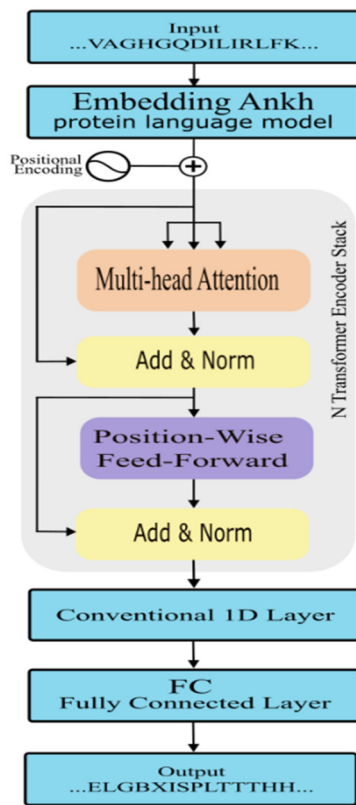 Input
...VAGHGQDILIRLFK...
Embedding Ankh
protein language model
Positional
Encoding
Multi-head Attention
Add & Norm
Position-Wise
Feed-Forward
Add & Norm
N Transformer Encoder Stack
Conventional 1D Layer
FC
Fully Connected Layer
Output
...ELGBXISPLTTTHH...